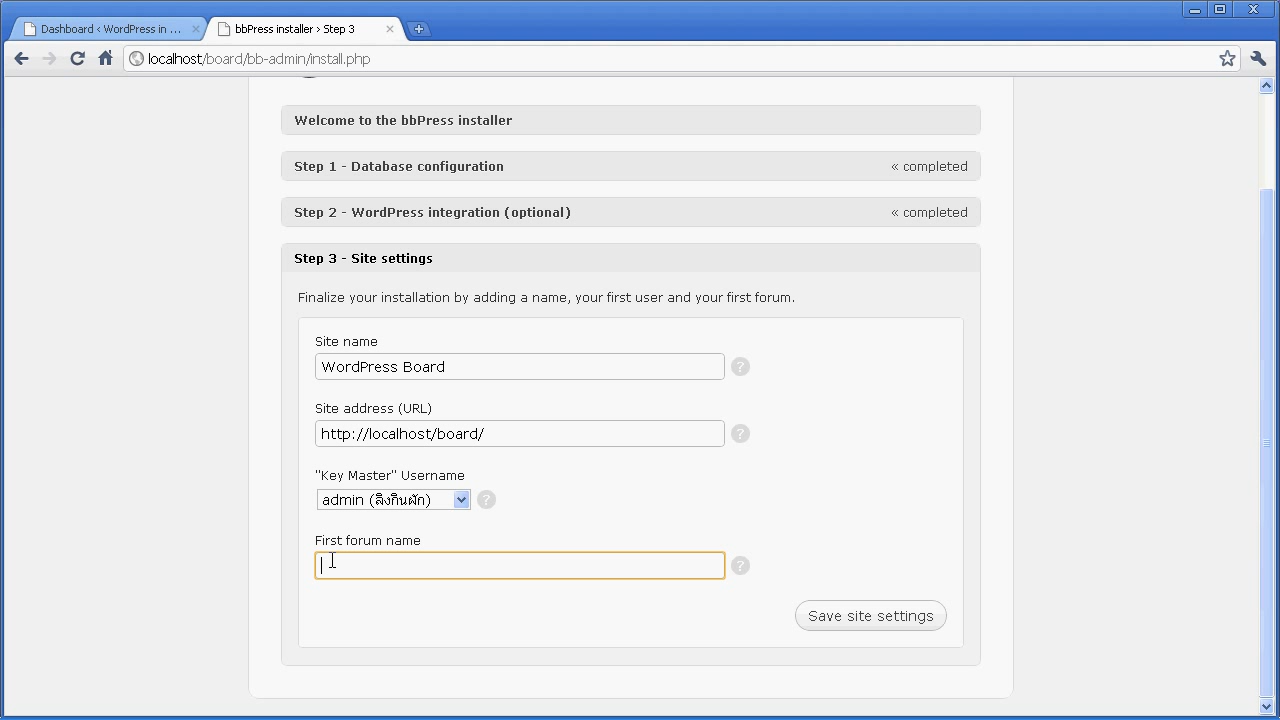 Dashboard ‹ WordPress in ...
bbPress installer › Step 3
localhost/board/bb-admin/install.php
Welcome to the bbPress installer
Step 1 - Database configuration « completed
Step 2 - WordPress integration (optional) « completed
Step 3 - Site settings
Finalize your installation by adding a name, your first user and your first forum.
Site name
WordPress Board
?
Site address (URL)
http://localhost/board/
?
"Key Master" Username
admin (ลิงกินผัก)
?
First forum name
?
Save site settings